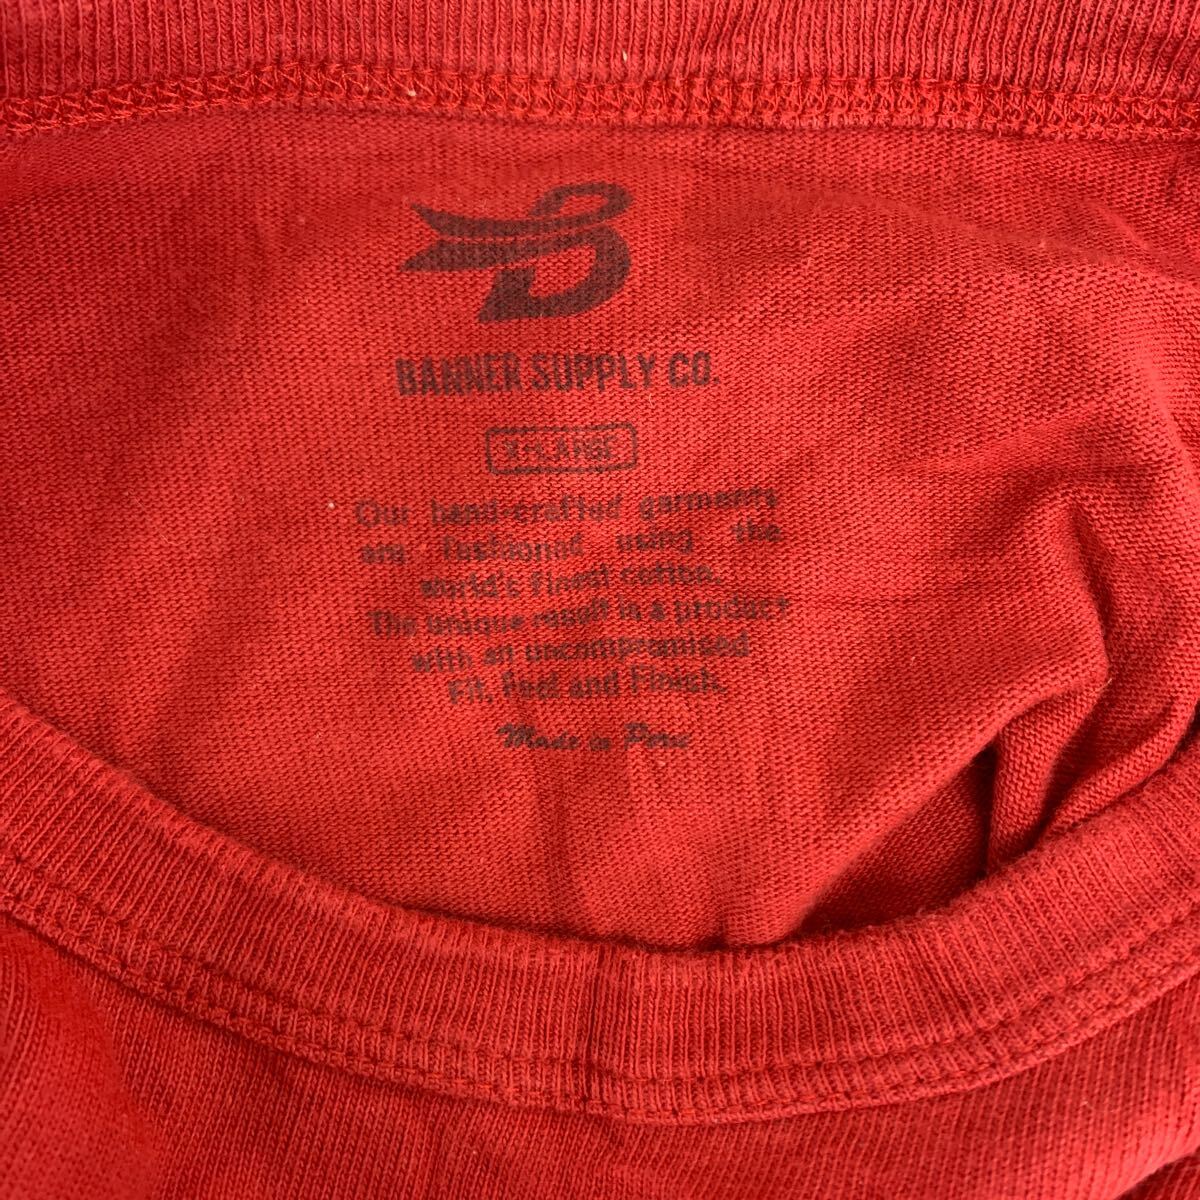 BANNER SUPPLY CO.
X-LARGE
Our hand-crafted garments
are fashioned using the
world's finest cotton.
The unique result is a product
with an uncompromised
Fit, Feel and Finish.
Made in Peru